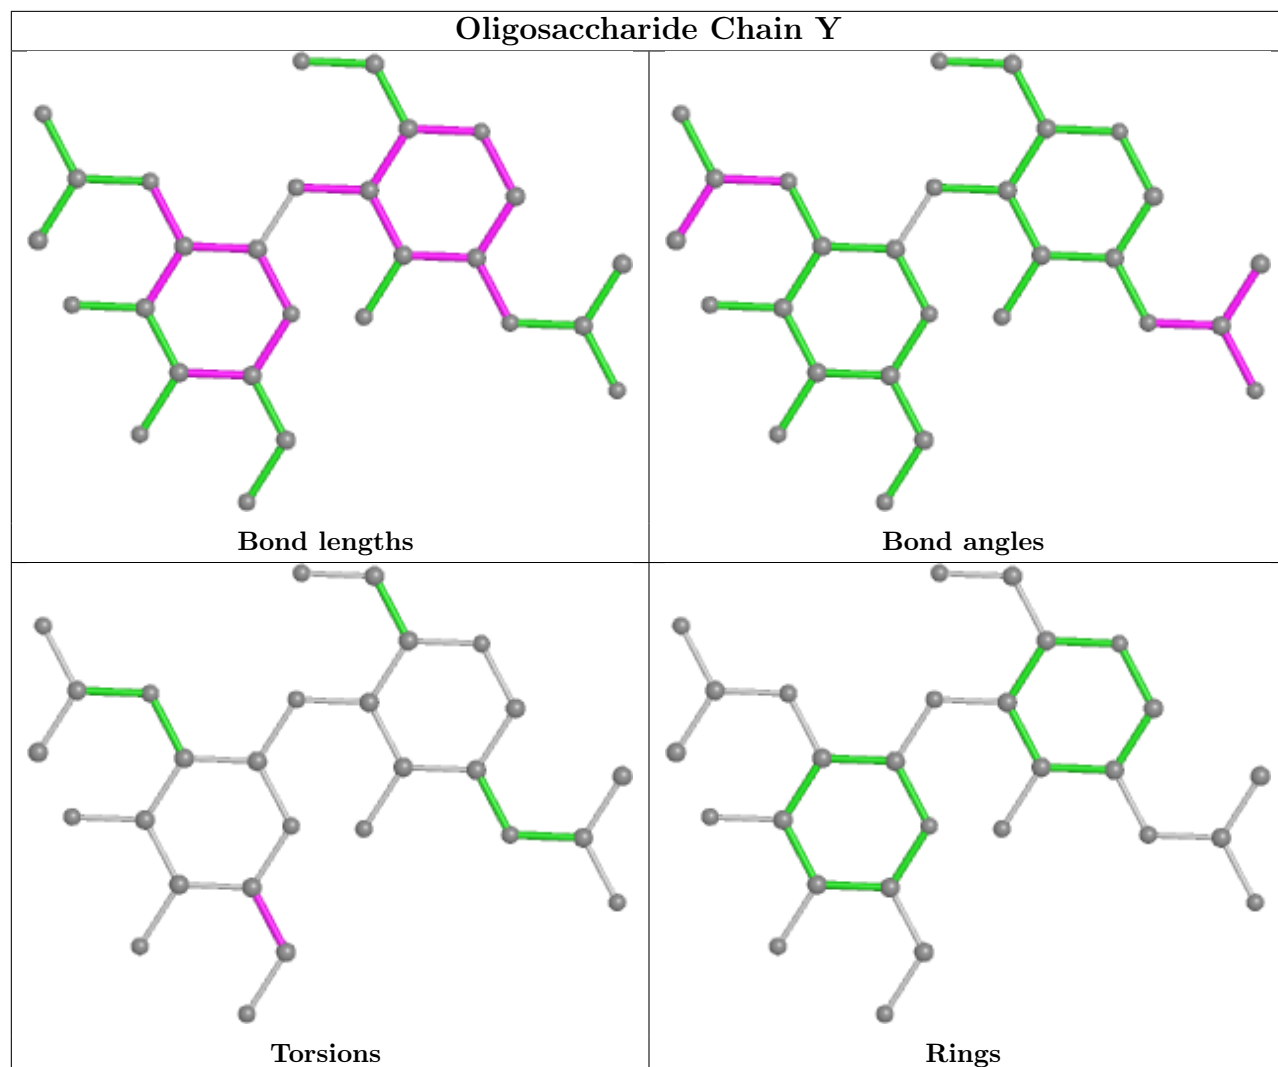 Oligosaccharide Chain Y
Bond lengths
Bond angles
Torsions
Rings